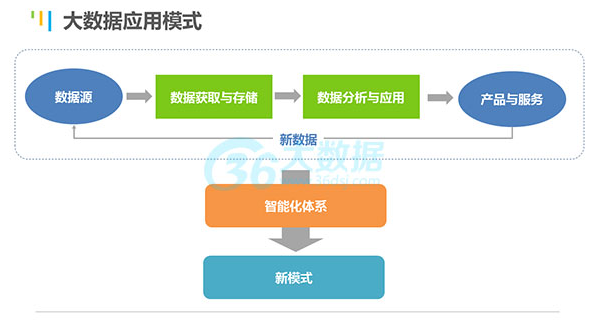 大数据应用模式
数据源
数据获取与存储
数据分析与应用
产品与服务
新数据
36大数据
36dsj.com
智能化体系
新模式